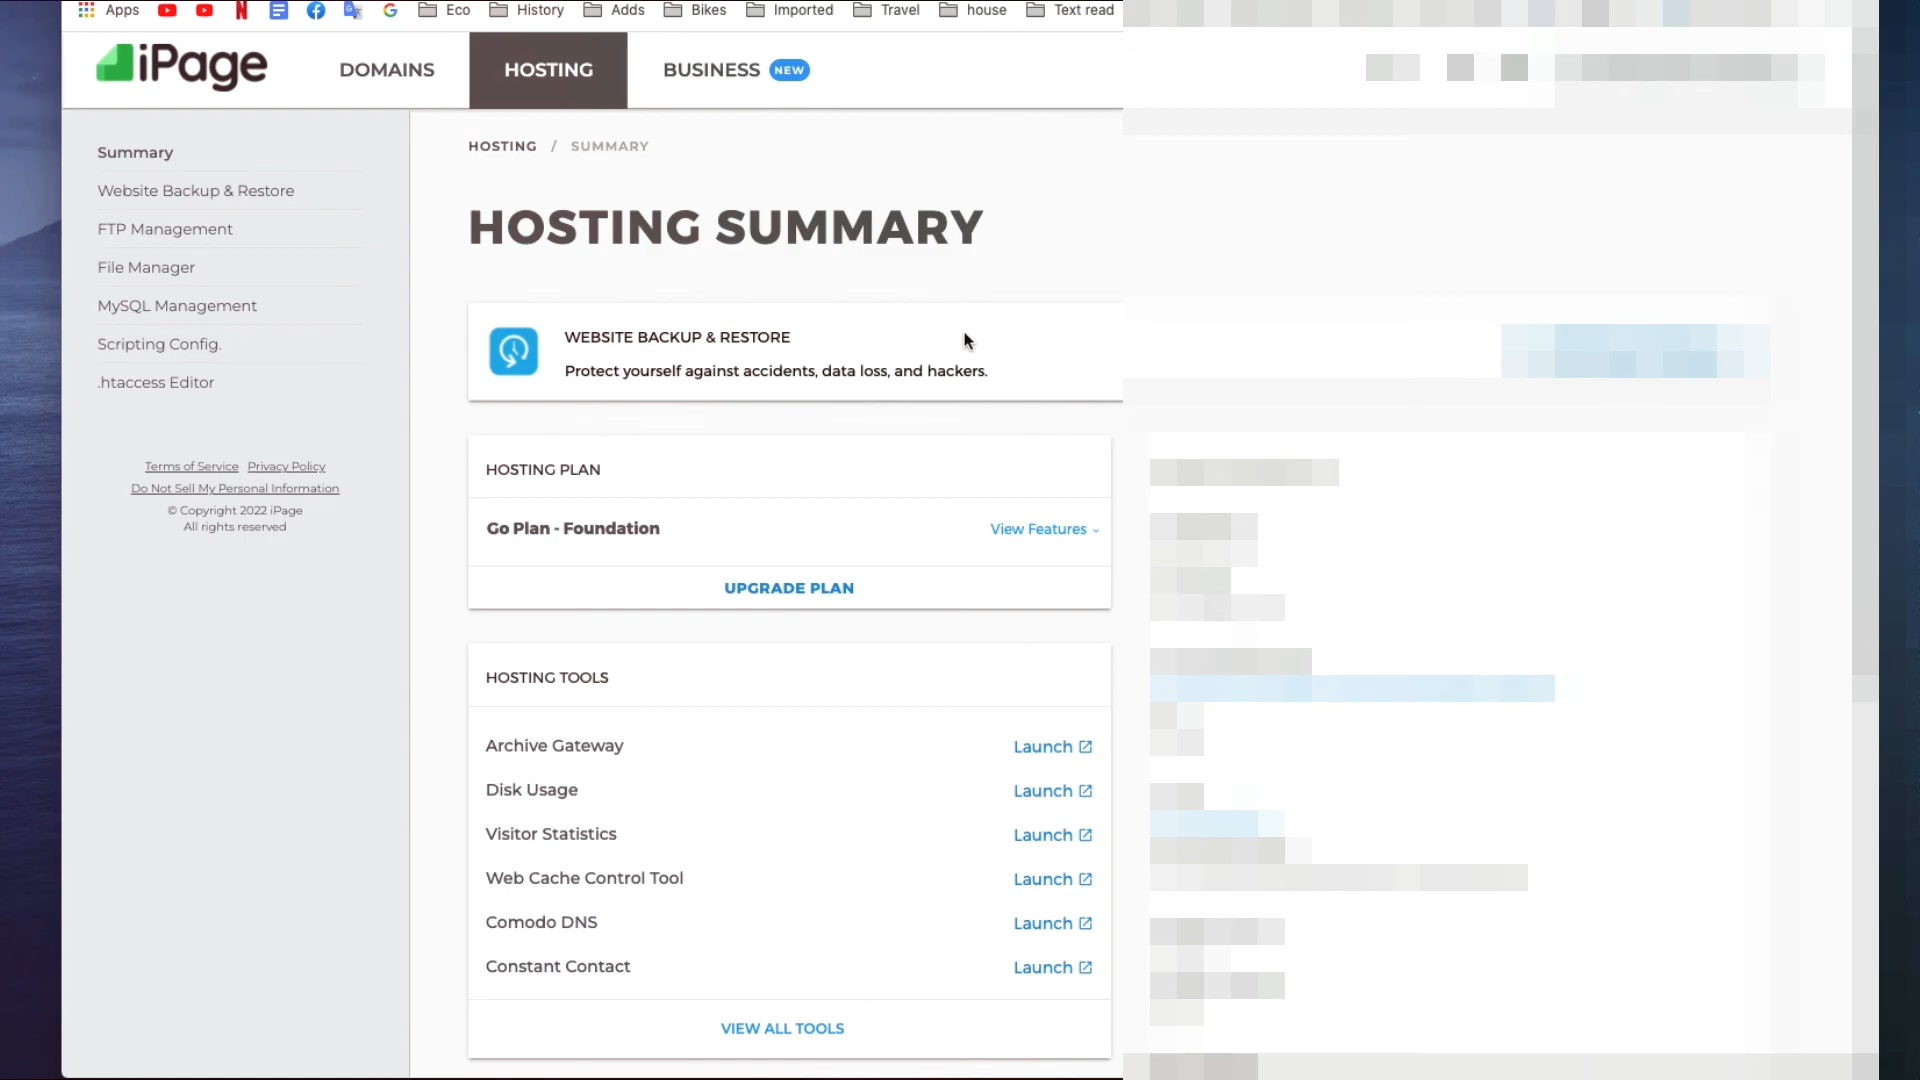 Apps Eco History Adds Bikes Imported Travel house Text read
iPage DOMAINS HOSTING BUSINESS NEW
Summary
Website Backup & Restore
FTP Management
File Manager
MySQL Management
Scripting Config.
.htaccess Editor
Terms of Service Privacy Policy
Do Not Sell My Personal Information
© Copyright 2022 iPage
All rights reserved
HOSTING / SUMMARY
HOSTING SUMMARY
WEBSITE BACKUP & RESTORE
Protect yourself against accidents, data loss, and hackers.
HOSTING PLAN
Go Plan - Foundation View Features
UPGRADE PLAN
HOSTING TOOLS
Archive Gateway Launch
Disk Usage Launch
Visitor Statistics Launch
Web Cache Control Tool Launch
Comodo DNS Launch
Constant Contact Launch
VIEW ALL TOOLS